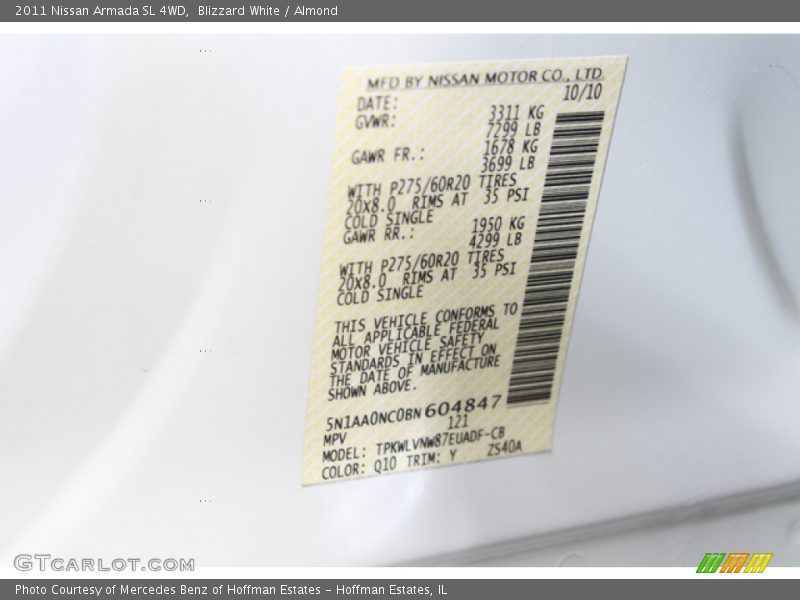 2011 Nissan Armada SL 4WD,  Blizzard White / Almond
MFD BY NISSAN MOTOR CO., LTD.
DATE: 10/10
GVWR: 3311 KG
7299 LB
GAWR FR.: 1678 KG
3699 LB
WITH P275/60R20 TIRES
20X8.0 RIMS AT 35 PSI
COLD SINGLE
GAWR RR.: 1950 KG
4299 LB
WITH P275/60R20 TIRES
20X8.0 RIMS AT 35 PSI
COLD SINGLE
THIS VEHICLE CONFORMS TO
ALL APPLICABLE FEDERAL
MOTOR VEHICLE SAFETY
STANDARDS IN EFFECT ON
THE DATE OF MANUFACTURE
SHOWN ABOVE.
5N1AA0NC0BN604847
MPV 121
MODEL: TPKWLVNW87EUADF-CB
COLOR: Q10 TRIM: Y ZS40A
GTCARLOT.COM
Photo Courtesy of Mercedes Benz of Hoffman Estates - Hoffman Estates, IL